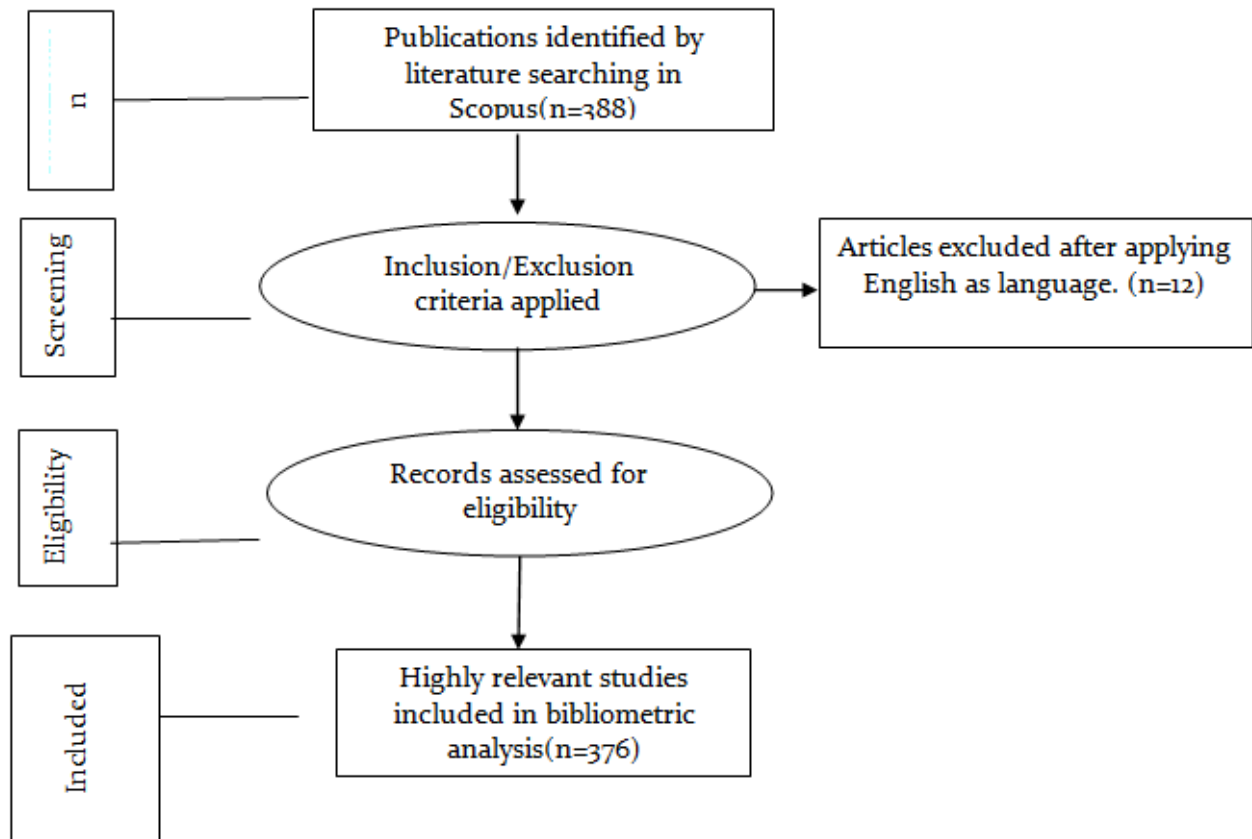 n
Publications identified by
literature searching in
Scopus(n=388)
Screening
Inclusion/Exclusion
criteria applied
Articles excluded after applying
English as language. (n=12)
Eligibility
Records assessed for
eligibility
Included
Highly relevant studies
included in bibliometric
analysis(n=376)